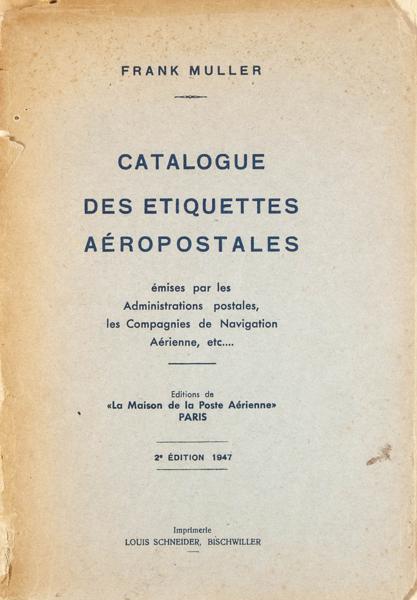 FRANK MULLER
CATALOGUE
DES ETIQUETTES
AÉROPOSTALES
émises par les
Administrations postales,
les Compagnies de Navigation
Aérienne, etc....
Editions de
«La Maison de la Poste Aérienne»
PARIS
2e ÉDITION 1947
Imprimerie
LOUIS SCHNEIDER, BISCHWILLER